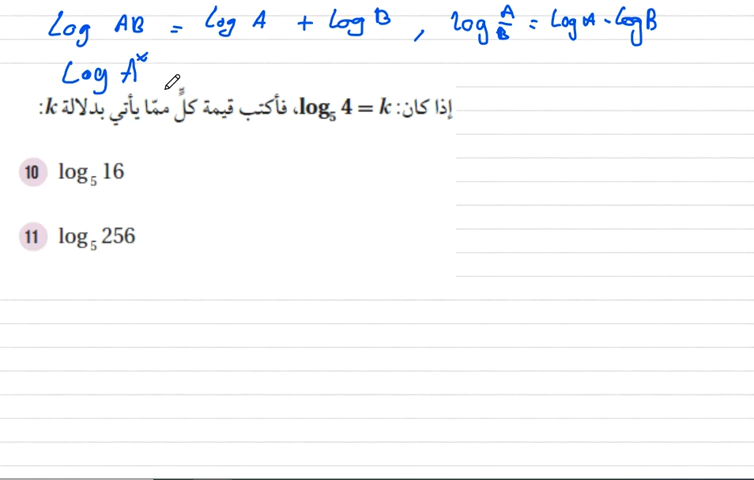 Log AB = Log A + Log B , log A/B = Log A - Log B
Log A^x
إذا كان: log₅ 4 = k، فأكتب قيمة كلٍّ ممّا يأتي بدلالة k:
10 log₅ 16
11 log₅ 256